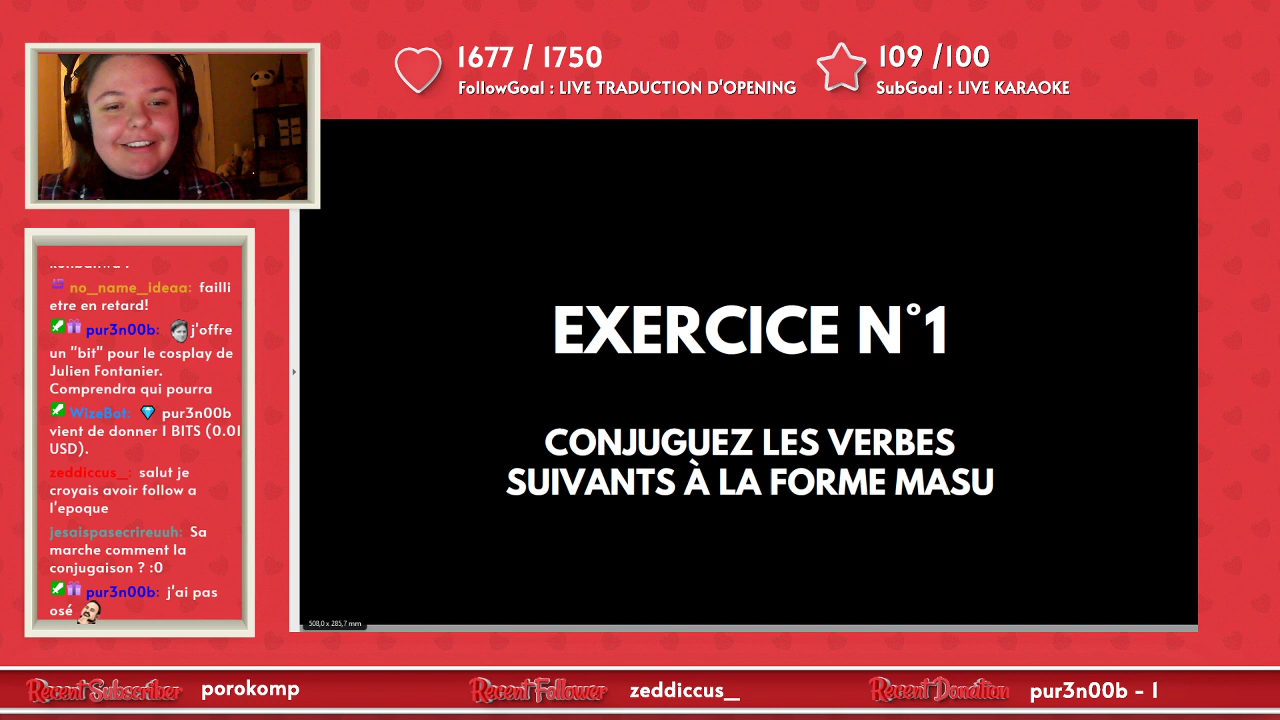 1677 / 1750
FollowGoal : LIVE TRADUCTION D'OPENING
109 /100
SubGoal : LIVE KARAOKE
no_name_ideaa: failli
etre en retard!
pur3n00b: j'offre
un "bit" pour le cosplay de
Julien Fontanier.
Comprendra qui pourra
WizeBot: pur3n00b
vient de donner 1 BITS (0.01
USD).
zeddiccus_: salut je
croyais avoir follow a
l'epoque
jesaispasecrireuuh: Sa
marche comment la
conjugaison ? :0
pur3n00b: j'ai pas
osé
EXERCICE N°1
CONJUGUEZ LES VERBES
SUIVANTS À LA FORME MASU
508,0 x 285,7 mm
Recent Subscriber porokomp
Recent Follower zeddiccus_
Recent Donation pur3n00b - 1